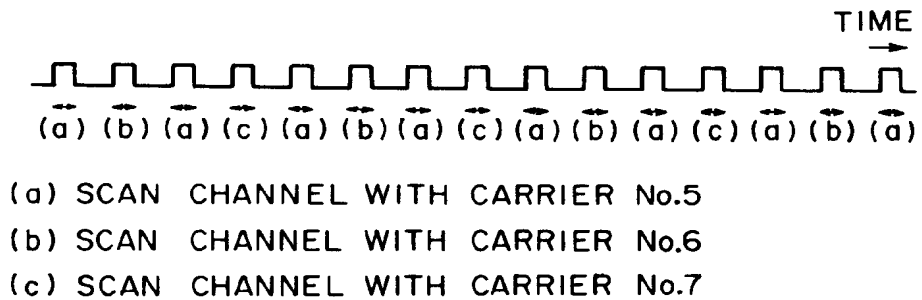 TIME
(a) (b) (a) (c) (a) (b) (a) (c) (a) (b) (a) (c) (a) (b) (a)
(a) SCAN CHANNEL WITH CARRIER No.5
(b) SCAN CHANNEL WITH CARRIER No.6
(c) SCAN CHANNEL WITH CARRIER No.7